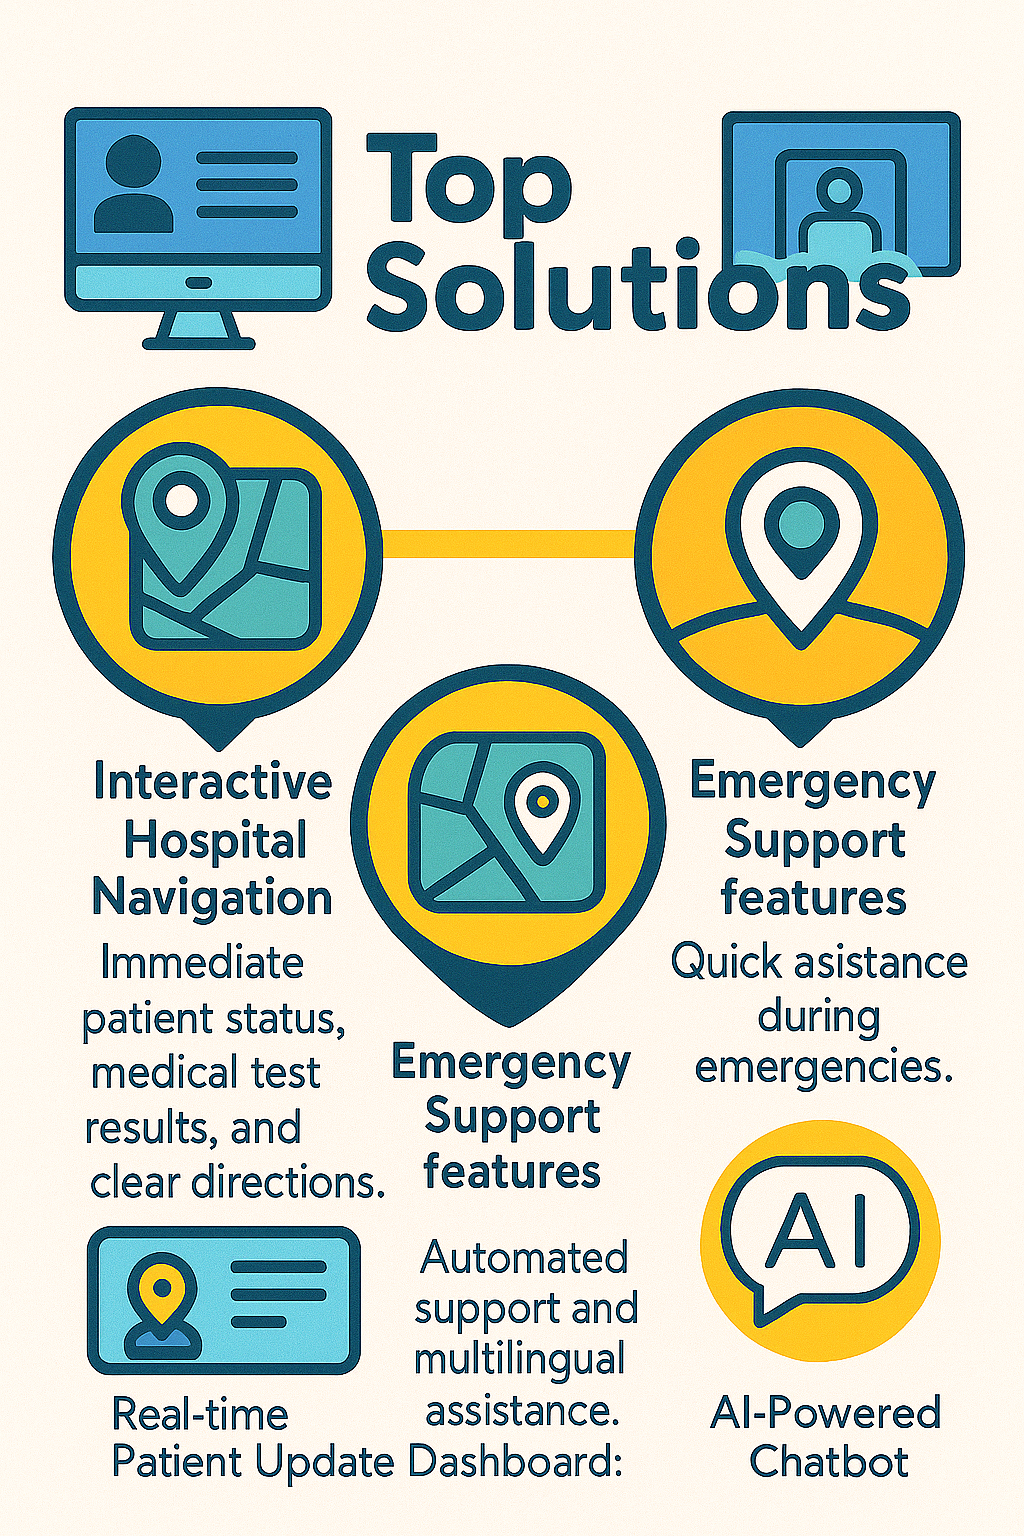 Top
Solutions
Interactive
Hospital
Navigation
Immediate
patient status,
medical test
results, and
clear directions.
Emergency
Support
features
Automated
support and
multilingual
assistance.
Emergency
Support
features
Quick asistance
during
emergencies.
AI
Real-time
Patient Update Dashboard:
AI-Powered
Chatbot